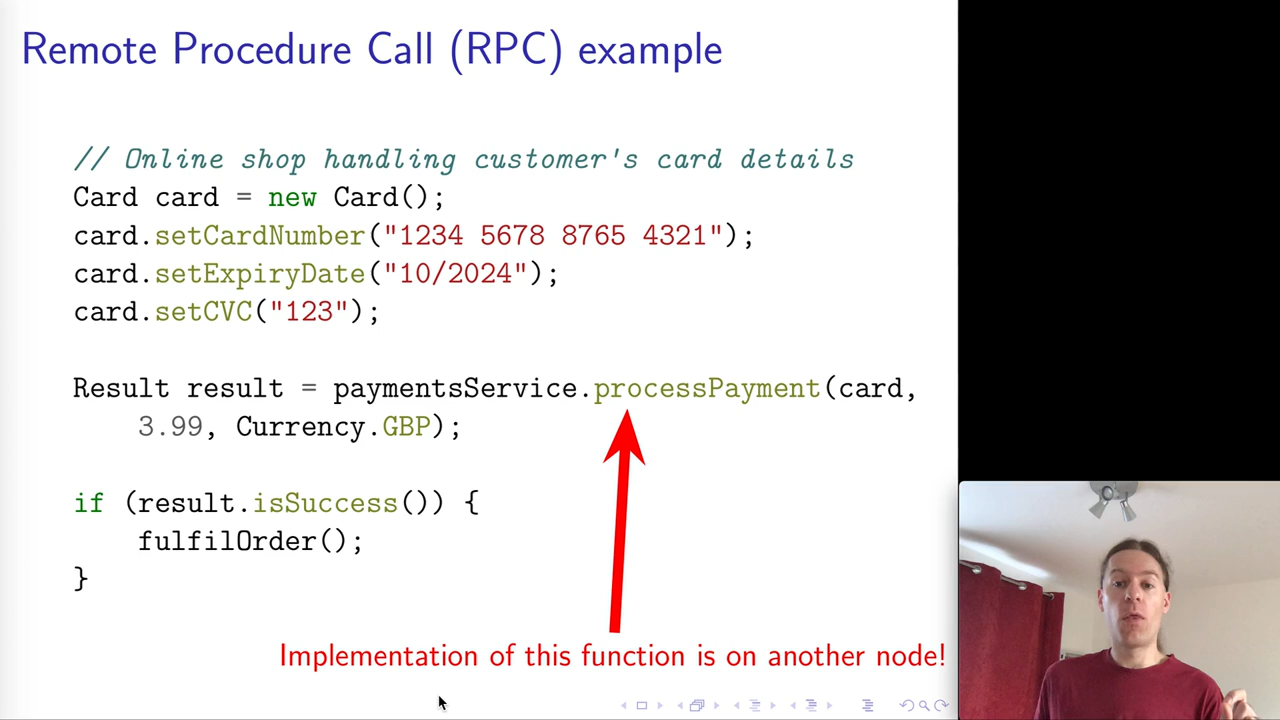 Remote Procedure Call (RPC) example
// Online shop handling customer's card details
Card card = new Card();
card.setCardNumber("1234 5678 8765 4321");
card.setExpiryDate("10/2024");
card.setCVC("123");
Result result = paymentsService.processPayment(card,
3.99, Currency.GBP);
if (result.isSuccess()) {
fulfilOrder();
}
Implementation of this function is on another node!